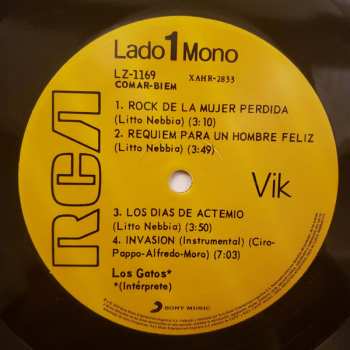 Lado 1 Mono
LZ-1169 XAHR-2833
COMAR-BIEM
1. ROCK DE LA MUJER PERDIDA
(Litto Nebbia) (3:10)
2. REQUIEM PARA UN HOMBRE FELIZ
(Litto Nebbia) (3:49)
RCA
Vik
3. LOS DIAS DE ACTEMIO
(Litto Nebbia) (3:50)
4. INVASION (Instrumental) (Ciro-
Pappo-Alfredo-Moro) (7:03)
Los Gatos*
*(Intérprete)
SONY MUSIC